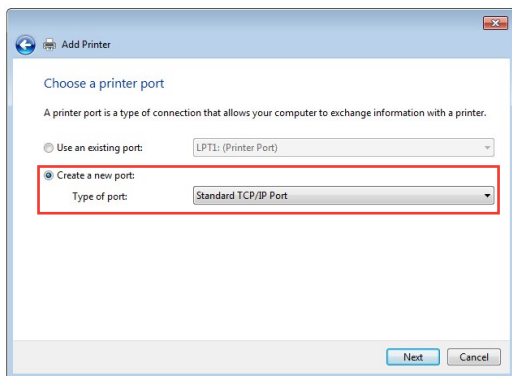 Add Printer
Choose a printer port
A printer port is a type of connection that allows your computer to exchange information with a printer.
Use an existing port: LPT1: (Printer Port)
Create a new port:
Type of port: Standard TCP/IP Port
Next Cancel